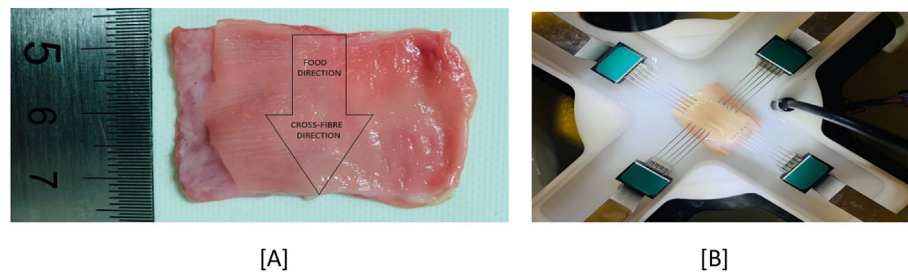 5
6
7
FOOD
DIRECTION
CROSS-FIBRE
DIRECTION
[A]
[B]